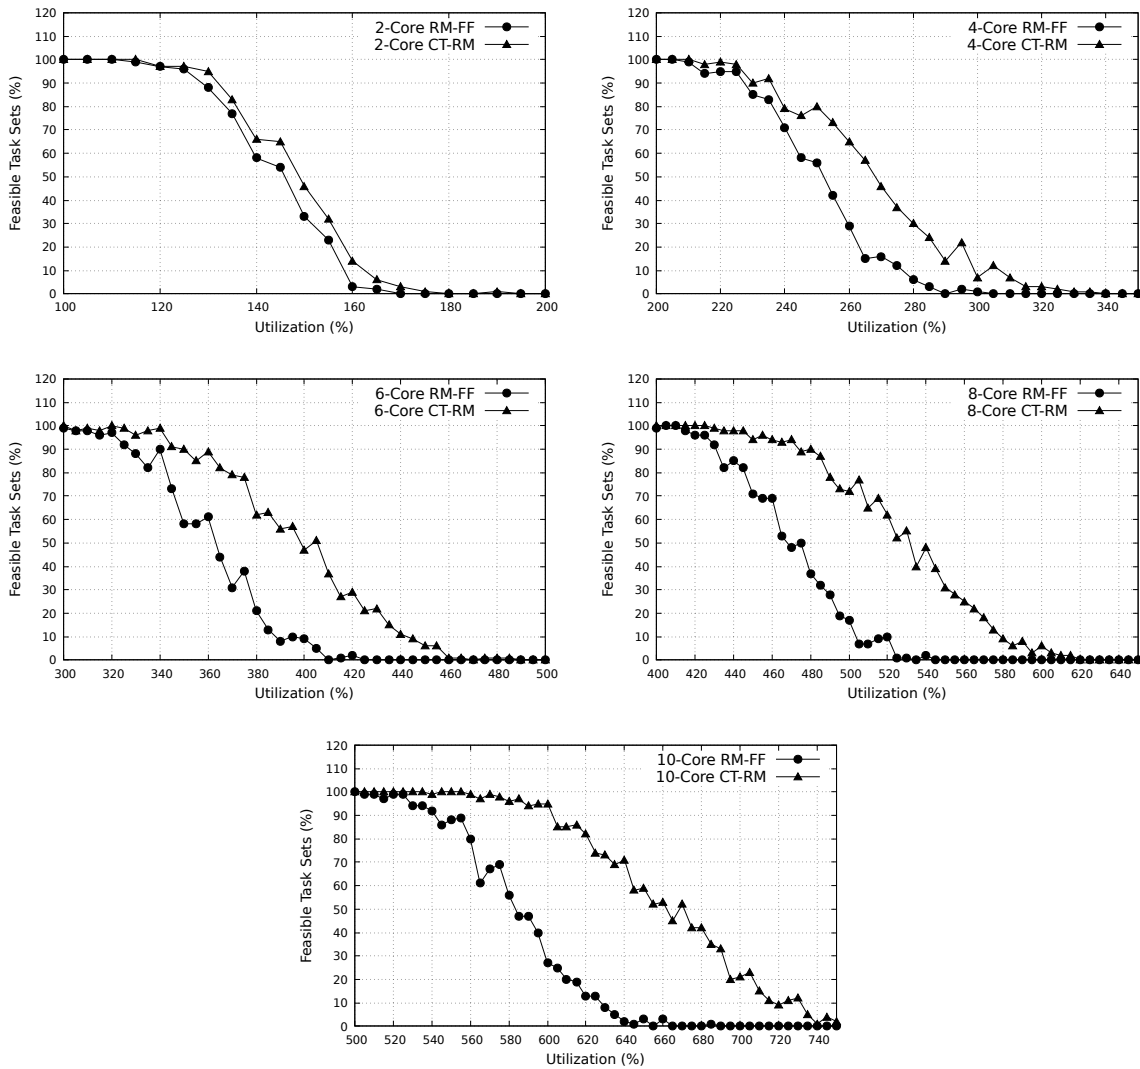 2-Core RM-FF
2-Core CT-RM
Feasible Task Sets (%)
120
110
100
90
80
70
60
50
40
30
20
10
0
100 120 140 160 180 200
Utilization (%)
4-Core RM-FF
4-Core CT-RM
Feasible Task Sets (%)
120
110
100
90
80
70
60
50
40
30
20
10
0
200 220 240 260 280 300 320 340
Utilization (%)
6-Core RM-FF
6-Core CT-RM
Feasible Task Sets (%)
120
110
100
90
80
70
60
50
40
30
20
10
0
300 320 340 360 380 400 420 440 460 480 500
Utilization (%)
8-Core RM-FF
8-Core CT-RM
Feasible Task Sets (%)
120
110
100
90
80
70
60
50
40
30
20
10
0
400 420 440 460 480 500 520 540 560 580 600 620 640
Utilization (%)
10-Core RM-FF
10-Core CT-RM
Feasible Task Sets (%)
120
110
100
90
80
70
60
50
40
30
20
10
0
500 520 540 560 580 600 620 640 660 680 700 720 740
Utilization (%)